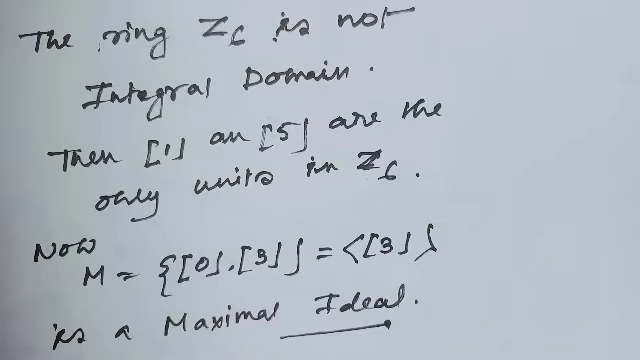 The ring Z6 is not
Integral Domain.
Then [1] an [5] are the
only units in Z6.
Now
M = {[0],[3]} = <[3]>
is a Maximal Ideal.